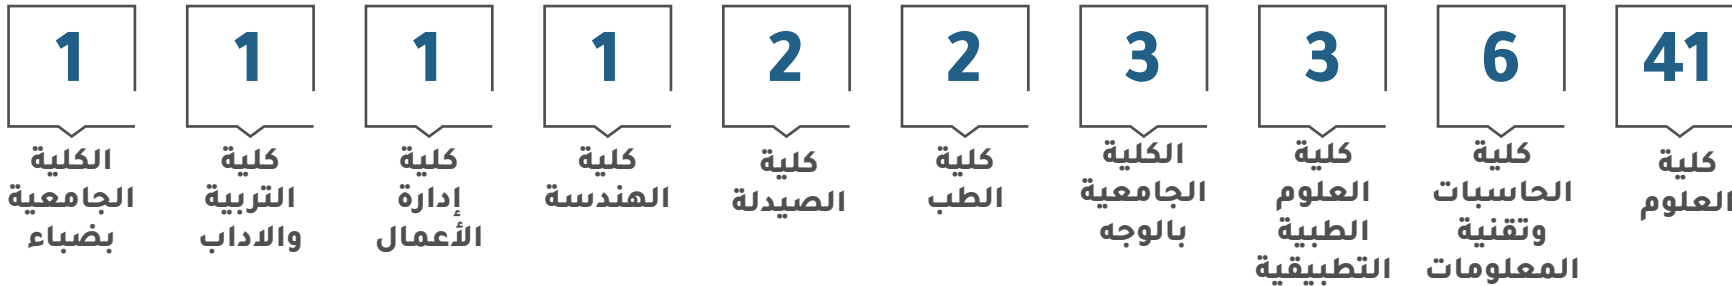 41
كلية
العلوم
6
كلية
الحاسبات
وتقنية
المعلومات
3
كلية
العلوم
الطبية
التطبيقية
3
الكلية
الجامعية
بالوجه
2
كلية
الطب
2
كلية
الصيدلة
1
كلية
الهندسة
1
كلية
إدارة
الأعمال
1
كلية
التربية
والاداب
1
الكلية
الجامعية
بضباء